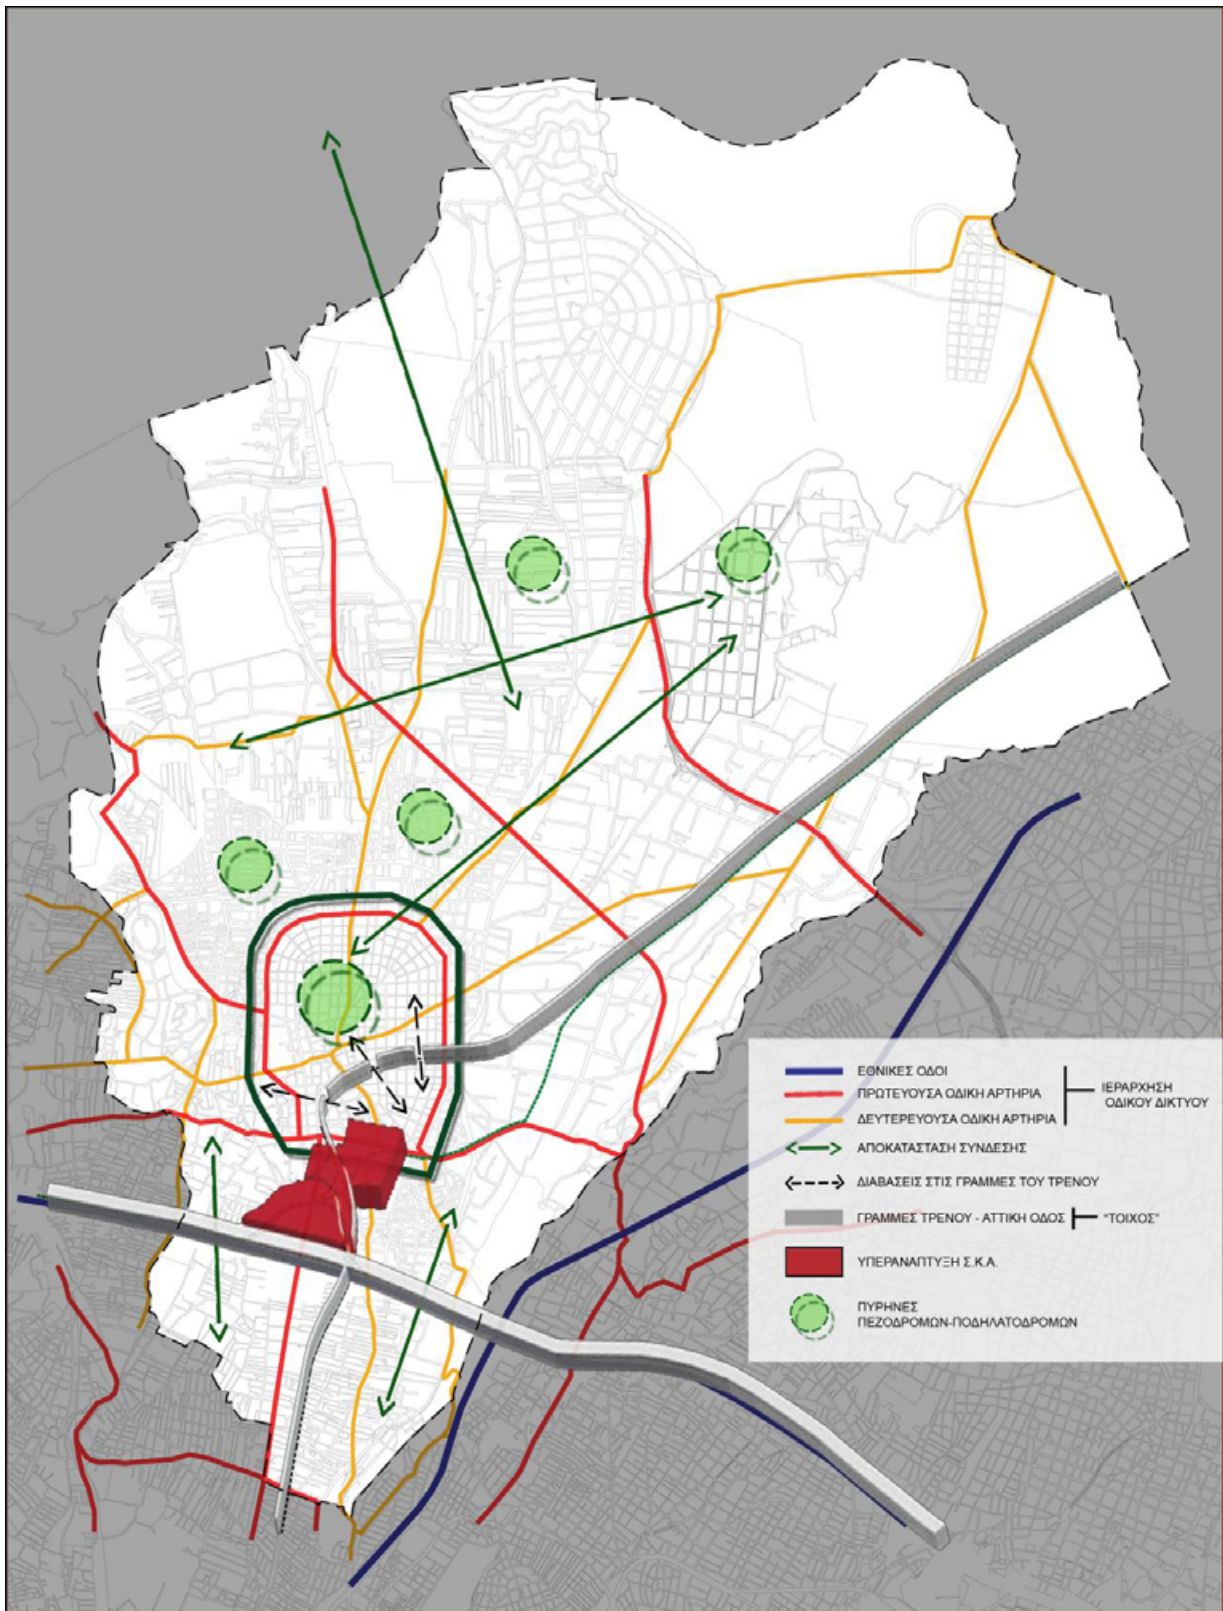 ΕΘΝΙΚΕΣ ΟΔΟΙ
ΠΡΩΤΕΥΟΥΣΑ ΟΔΙΚΗ ΑΡΤΗΡΙΑ
ΙΕΡΑΡΧΗΣΗ
ΟΔΙΚΟΥ ΔΙΚΤΥΟΥ
ΔΕΥΤΕΡΕΥΟΥΣΑ ΟΔΙΚΗ ΑΡΤΗΡΙΑ
ΑΠΟΚΑΤΑΣΤΑΣΗ ΣΥΝΔΕΣΗΣ
ΔΙΑΒΑΣΕΙΣ ΣΤΙΣ ΓΡΑΜΜΕΣ ΤΟΥ ΤΡΕΝΟΥ
ΓΡΑΜΜΕΣ ΤΡΕΝΟΥ - ΑΤΤΙΚΗ ΟΔΟΣ
"ΤΟΙΧΟΣ"
ΥΠΕΡΑΝΑΠΤΥΞΗ Σ.Κ.Α.
ΠΥΡΗΝΕΣ
ΠΕΖΟΔΡΟΜΩΝ-ΠΟΔΗΛΑΤΟΔΡΟΜΩΝ